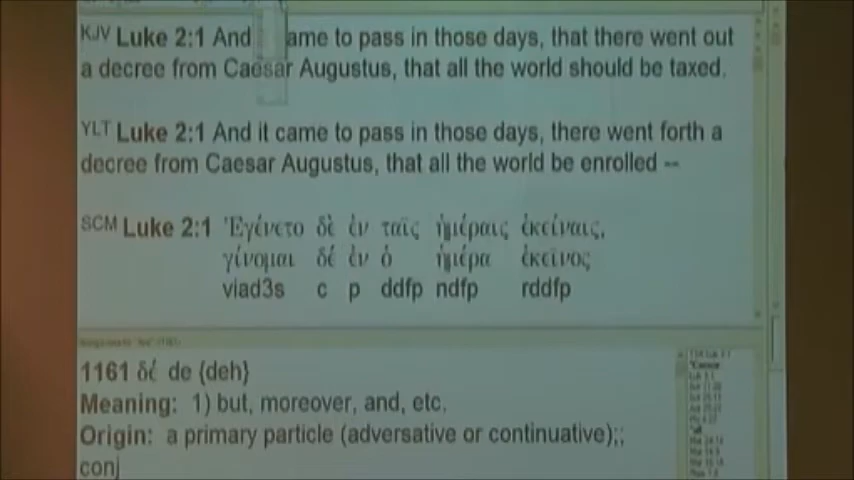 KJV Luke 2:1 And ame to pass in those days, that there went out
a decree from Caesar Augustus, that all the world should be taxed.
YLT Luke 2:1 And it came to pass in those days, there went forth a
decree from Caesar Augustus, that all the world be enrolled --
SCM Luke 2:1 Ἐγένετο δὲ ἐν ταῖς ἡμέραις ἐκείναις,
γίνομαι δέ ἐν ὁ ἡμέρα ἐκεῖνος
viad3s c p ddfp ndfp rddfp
1161 δέ de {deh}
Meaning: 1) but, moreover, and, etc.
Origin: a primary particle (adversative or continuative);;
conj